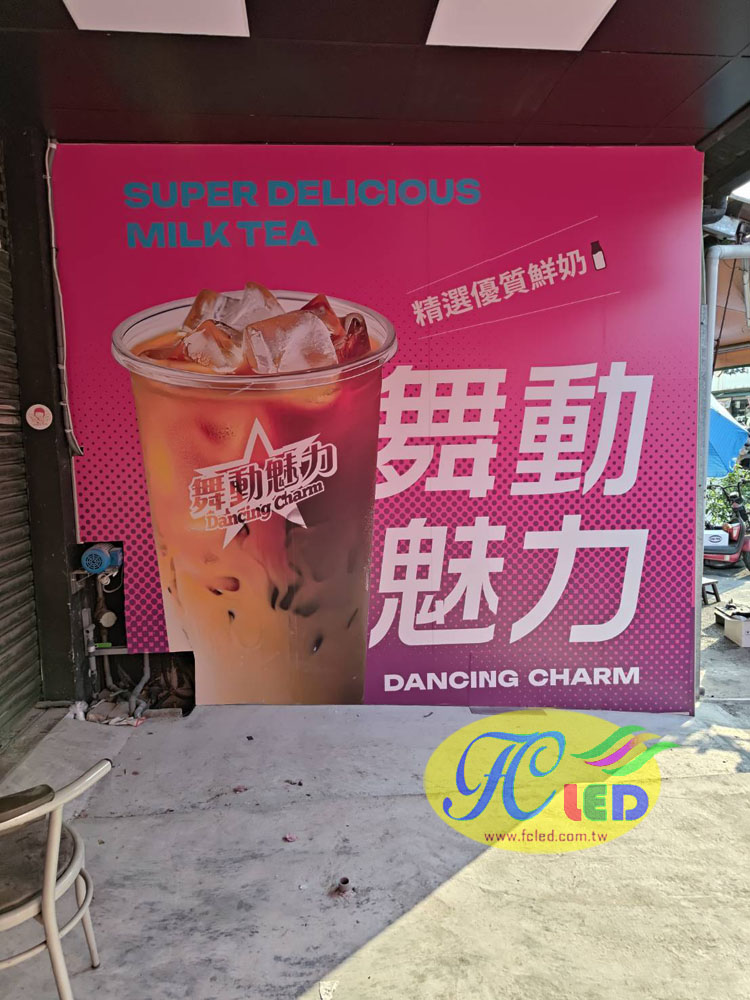 SUPER DELICIOUS
MILK TEA
精選優質鮮奶
舞動
魅力
DANCING CHARM
舞動魅力
Dancing Charm
FC LED
www.fcled.com.tw